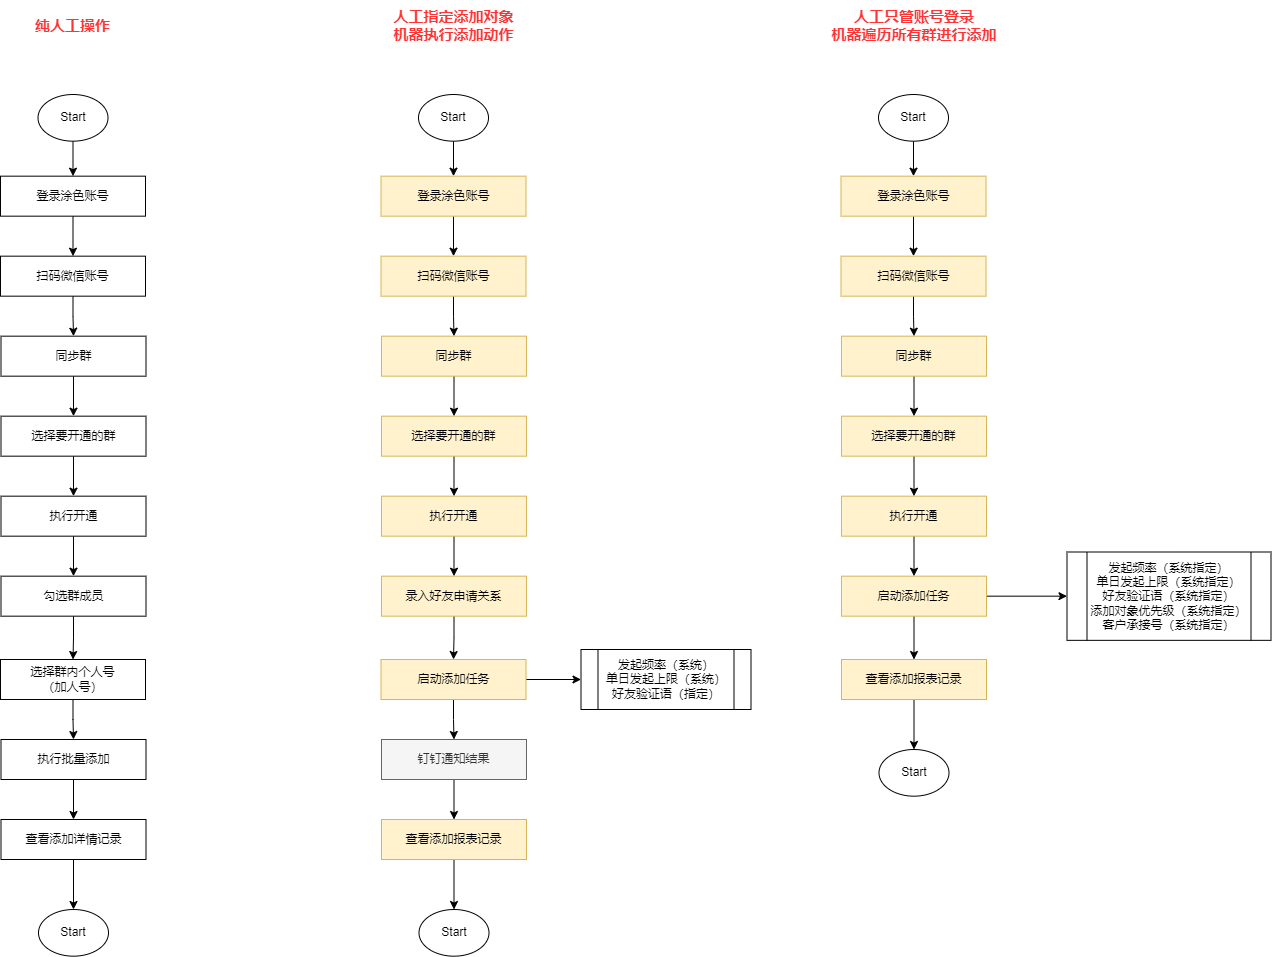 纯人工操作
Start
登录涂色账号
扫码微信账号
同步群
选择要开通的群
执行开通
勾选群成员
选择群内个人号
（加人号）
执行批量添加
查看添加详情记录
Start
人工指定添加对象
机器执行添加动作
Start
登录涂色账号
扫码微信账号
同步群
选择要开通的群
执行开通
录入好友申请关系
启动添加任务
发起频率（系统）
单日发起上限（系统）
好友验证语（指定）
钉钉通知结果
查看添加报表记录
Start
人工只管账号登录
机器遍历所有群进行添加
Start
登录涂色账号
扫码微信账号
同步群
选择要开通的群
执行开通
启动添加任务
发起频率（系统指定）
单日发起上限（系统指定）
好友验证语（系统指定）
添加对象优先级（系统指定）
客户承接号（系统指定）
查看添加报表记录
Start